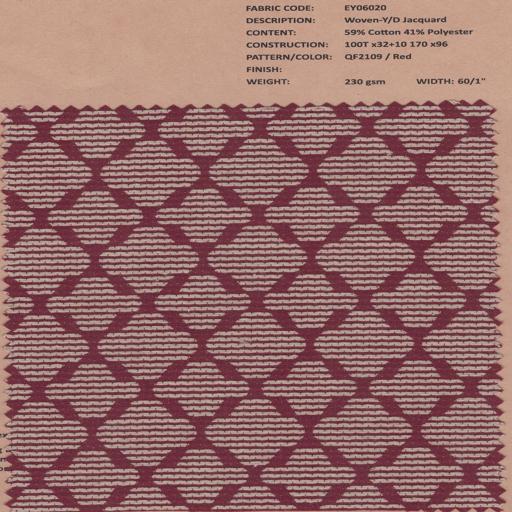 FABRIC CODE: EY06020
DESCRIPTION: Woven-Y/D Jacquard
CONTENT: 59% Cotton 41% Polyester
CONSTRUCTION: 100T x32+10 170 x96
PATTERN/COLOR: QF2109 / Red
FINISH:
WEIGHT: 230 gsm WIDTH: 60/1"